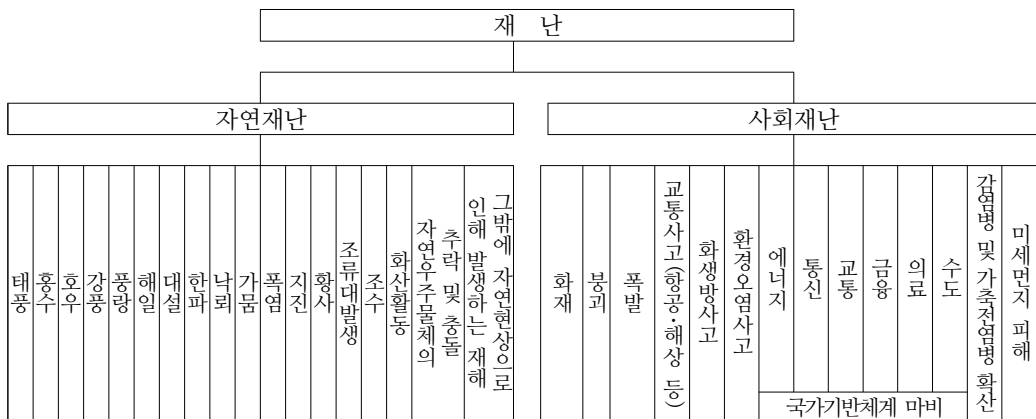 재 난
자연재난
사회재난
태풍
홍수
호우
강풍
풍랑
해일
대설
한파
낙뢰
가뭄
폭염
지진
황사
조류대발생
조수
화산활동
자연우주물체의
추락 및 충돌
그밖에 자연현상으로
인해 발생하는 재해
화재
붕괴
폭발
교통사고(항공·해상 등)
화생방사고
환경오염사고
에너지
통신
교통
금융
의료
수도
국가기반체계 마비
감염병 및 가축전염병 확산
미세먼지 피해